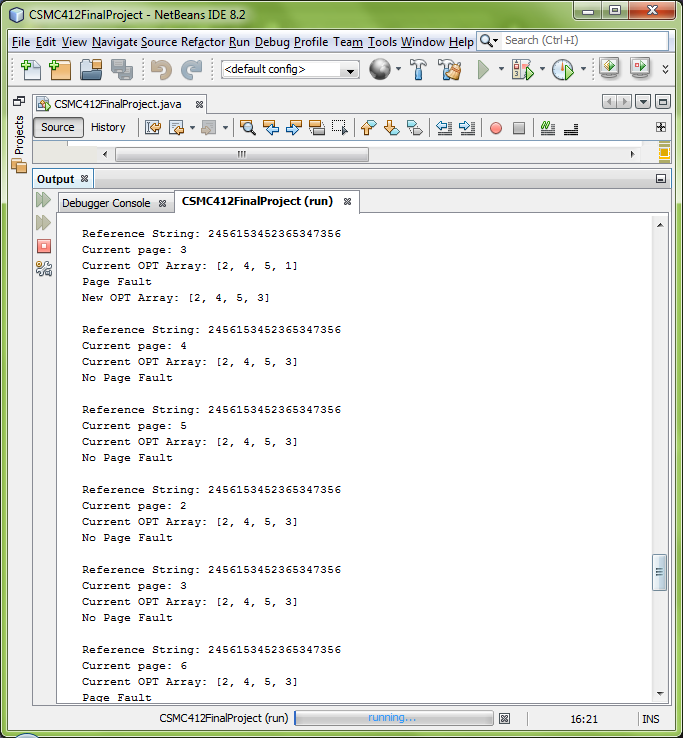 CSMC412FinalProject - NetBeans IDE 8.2
File Edit View Navigate Source Refactor Run Debug Profile Team Tools Window Help Search (Ctrl+I)
<default config>
CSMC412FinalProject.java
Projects
Source History
Output
Debugger Console CSMC412FinalProject (run)
Reference String: 2456153452365347356
Current page: 3
Current OPT Array: [2, 4, 5, 1]
Page Fault
New OPT Array: [2, 4, 5, 3]
Reference String: 2456153452365347356
Current page: 4
Current OPT Array: [2, 4, 5, 3]
No Page Fault
Reference String: 2456153452365347356
Current page: 5
Current OPT Array: [2, 4, 5, 3]
No Page Fault
Reference String: 2456153452365347356
Current page: 2
Current OPT Array: [2, 4, 5, 3]
No Page Fault
Reference String: 2456153452365347356
Current page: 3
Current OPT Array: [2, 4, 5, 3]
No Page Fault
Reference String: 2456153452365347356
Current page: 6
Current OPT Array: [2, 4, 5, 3]
Page Fault
CSMC412FinalProject (run) running... 16:21 INS